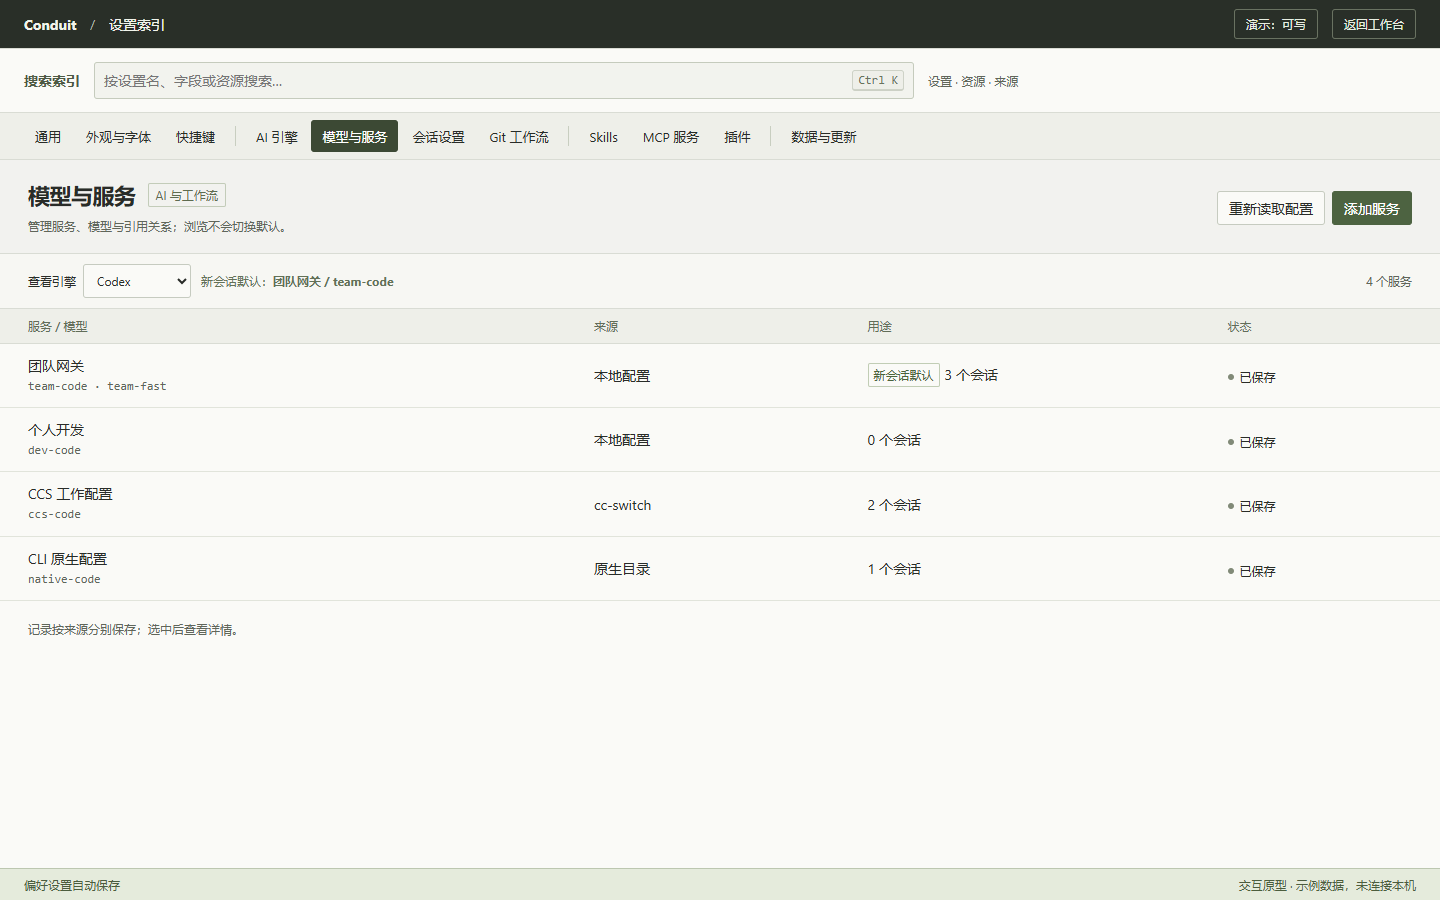 Conduit / 设置索引
演示：可写
返回工作台
搜索索引
按设置名、字段或资源搜索...
Ctrl K
设置 · 资源 · 来源
通用 外观与字体 快捷键 AI 引擎 模型与服务 会话设置 Git 工作流 Skills MCP 服务 插件 数据与更新
模型与服务
AI 与工作流
管理服务、模型与引用关系；浏览不会切换默认。
重新读取配置
添加服务
查看引擎 Codex 新会话默认：团队网关 / team-code
4 个服务
服务 / 模型 来源 用途 状态
团队网关
team-code · team-fast
本地配置
新会话默认 3 个会话
已保存
个人开发
dev-code
本地配置
0 个会话
已保存
CCS 工作配置
ccs-code
cc-switch
2 个会话
已保存
CLI 原生配置
native-code
原生目录
1 个会话
已保存
记录按来源分别保存；选中后查看详情。
偏好设置自动保存
交互原型 · 示例数据，未连接本机